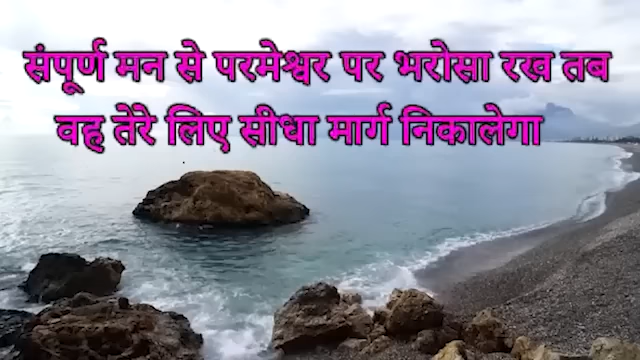 संपूर्ण मन से परमेश्वर पर भरोसा रख तब
वह तेरे लिए सीधा मार्ग निकालेगा